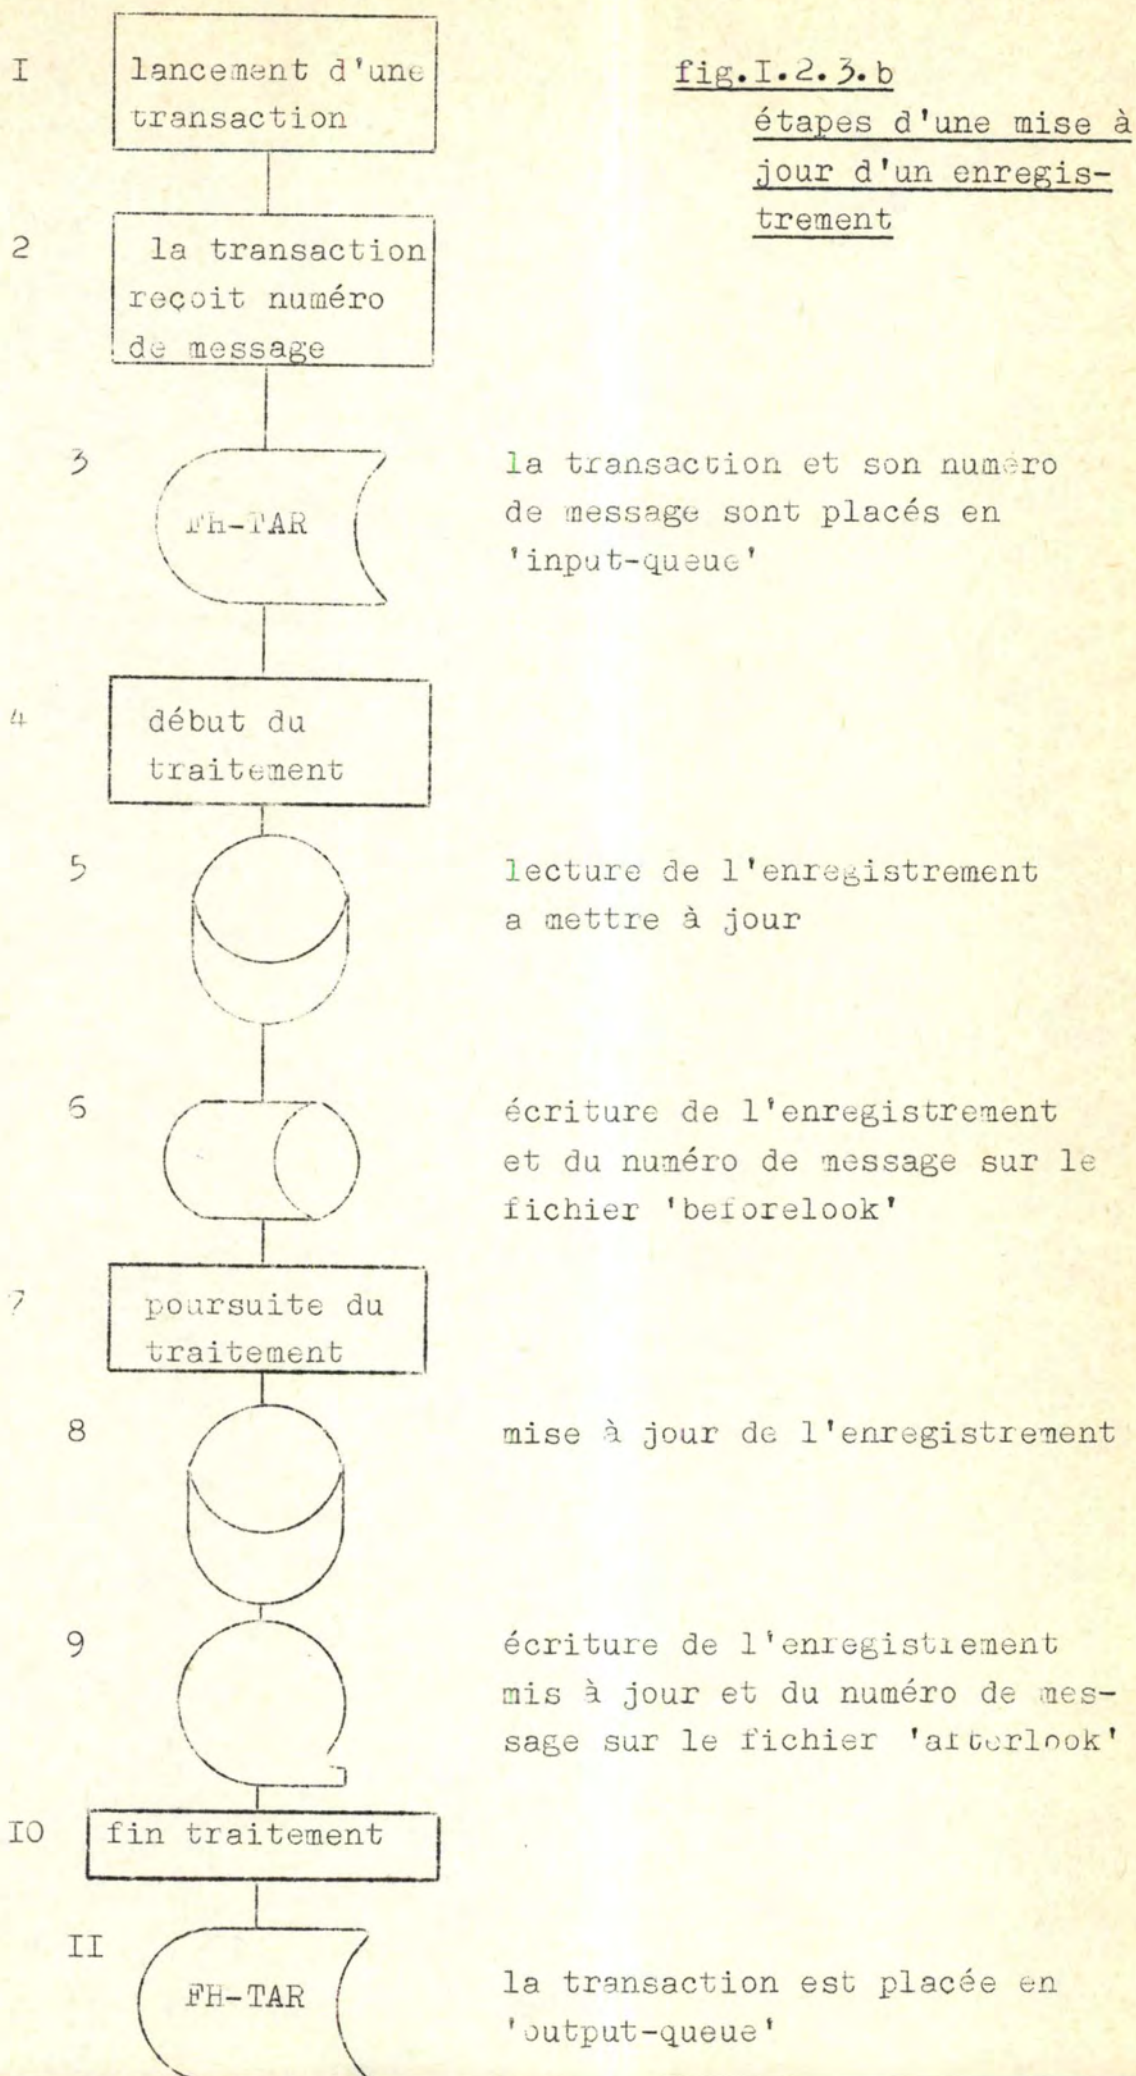 fig.I.2.3.b
étapes d'une mise à
jour d'un enregis-
trement
I
lancement d'une
transaction
2
la transaction
reçoit numéro
de message
3
FH-TAR
la transaction et son numéro
de message sont placés en
'input-queue'
4
début du
traitement
5
lecture de l'enregistrement
a mettre à jour
6
écriture de l'enregistrement
et du numéro de message sur le
fichier 'beforelook'
7
poursuite du
traitement
8
mise à jour de l'enregistrement
9
écriture de l'enregistrement
mis à jour et du numéro de mes-
sage sur le fichier 'afterlook'
IO
fin traitement
II
FH-TAR
la transaction est placée en
'output-queue'